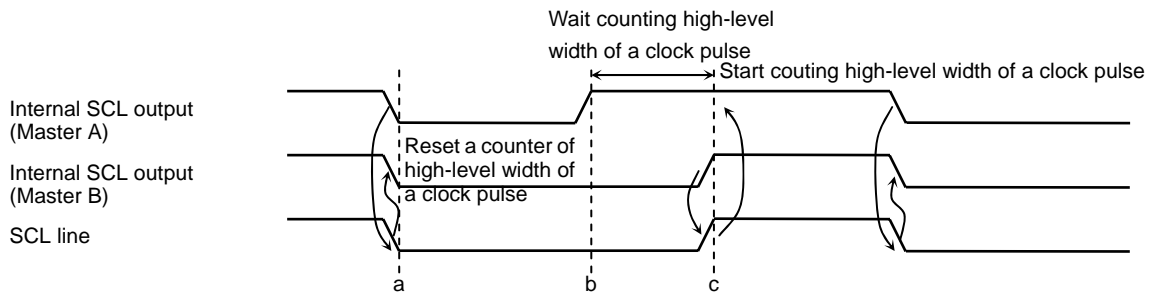 Wait counting high-level
width of a clock pulse
Start couting high-level width of a clock pulse
Internal SCL output
(Master A)
Reset a counter of
high-level width of
a clock pulse
Internal SCL output
(Master B)
SCL line
a
b
c